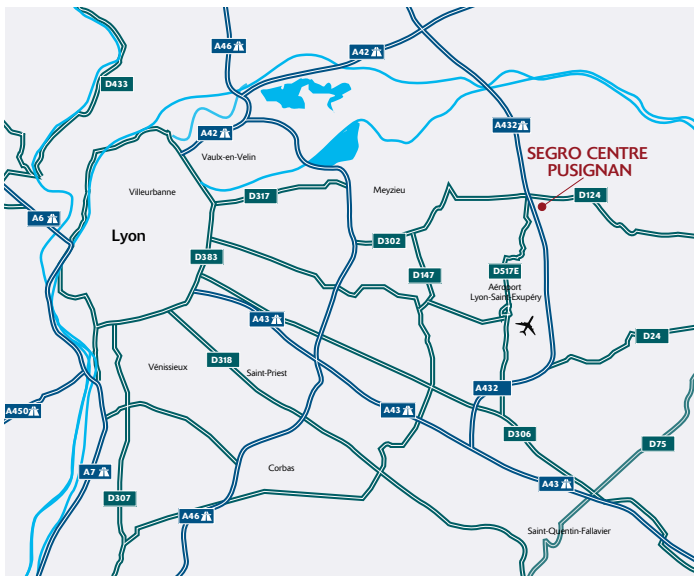 A46
A42
D433
A432
A42
Vaulx-en-Velin
SEGRO CENTRE
PUSIGNAN
Villeurbanne
D317
Meyzieu
D124
A6
Lyon
D302
D383
D147
D517E
Aéroport
Lyon-Saint-Exupéry
A43
D24
D318
Vénissieux
Saint-Priest
A432
A450
A43
D306
D75
Corbas
A7
A43
D307
A46
Saint-Quentin-Fallavier